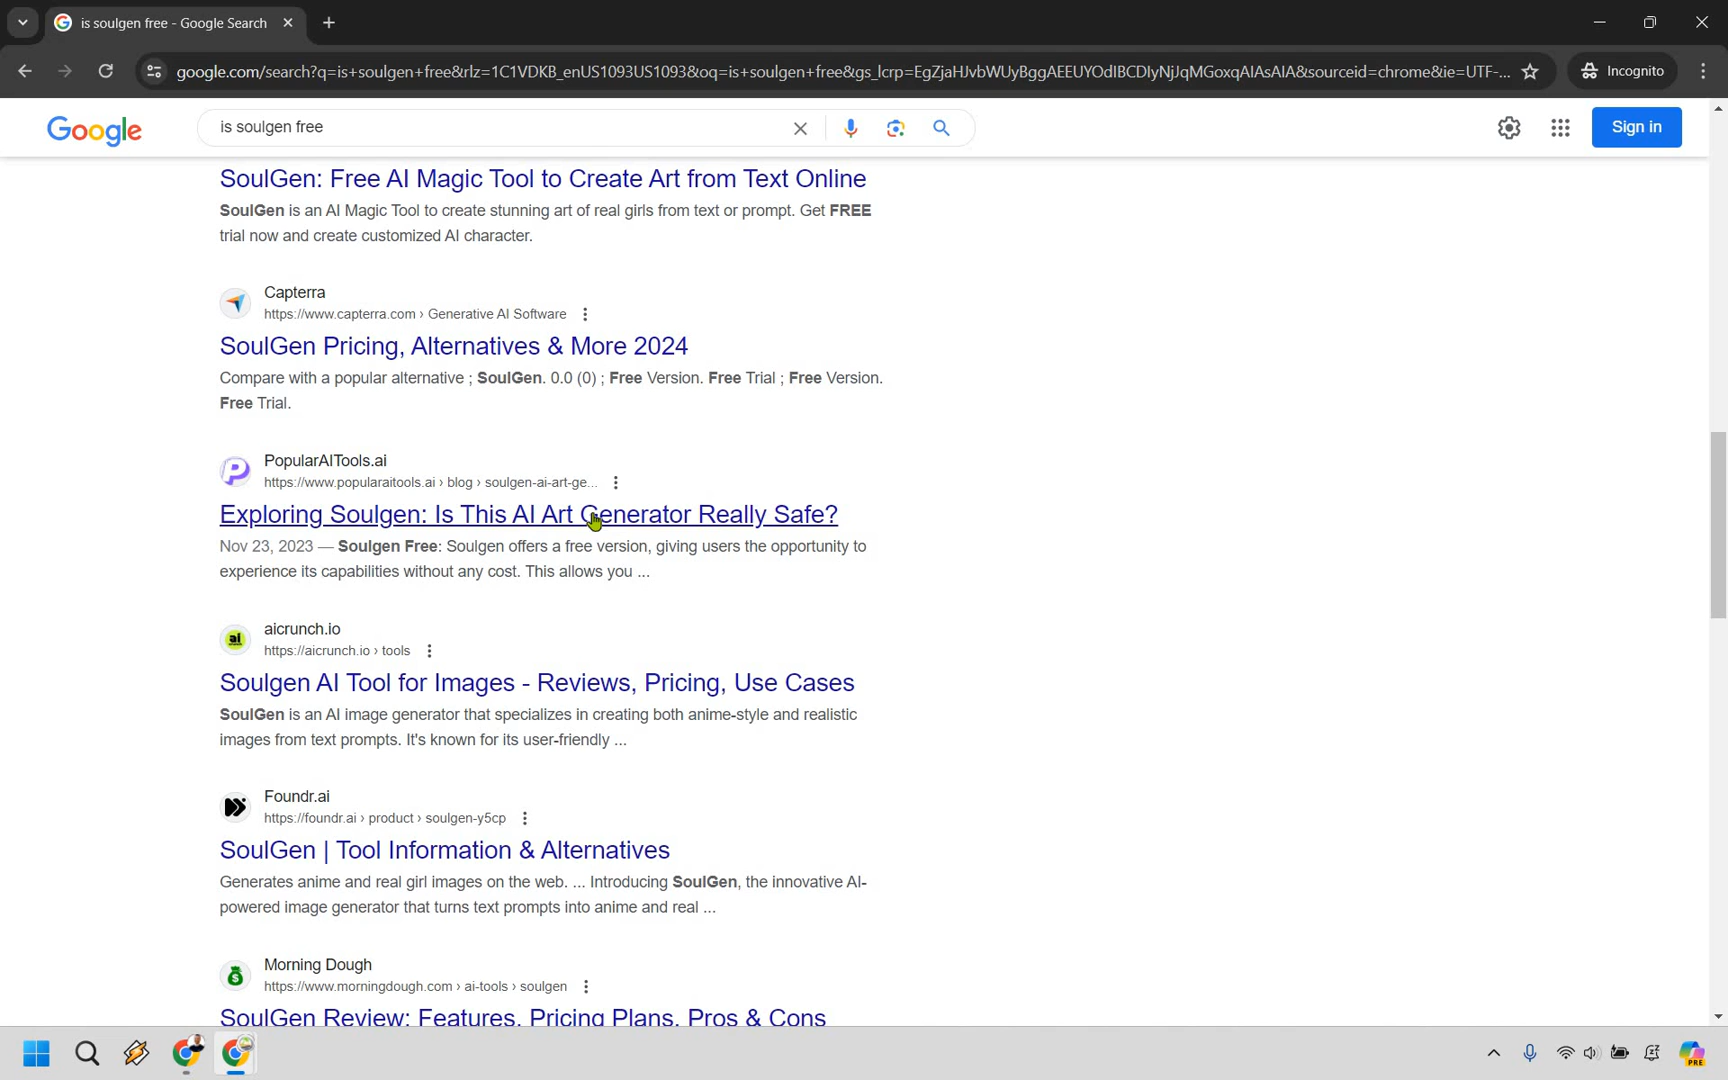 is soulgen free - Google Search
google.com/search?q=is+soulgen+free&rlz=1C1VDKB_enUS1093US1093&oq=is+soulgen+free&gs_lcrp=EgZjaHJvbWUyBggAEEUYOdIBCDIyNjJqMGoxqAIAsAIA&sourceid=chrome&ie=UTF-...
Incognito
Google
is soulgen free
Sign in
SoulGen: Free AI Magic Tool to Create Art from Text Online
SoulGen is an AI Magic Tool to create stunning art of real girls from text or prompt. Get FREE
trial now and create customized AI character.
Capterra
https://www.capterra.com › Generative AI Software
SoulGen Pricing, Alternatives & More 2024
Compare with a popular alternative ; SoulGen. 0.0 (0) ; Free Version. Free Trial ; Free Version.
Free Trial.
PopularAITools.ai
https://www.popularaitools.ai › blog › soulgen-ai-art-ge...
Exploring Soulgen: Is This AI Art Generator Really Safe?
Nov 23, 2023 — Soulgen Free: Soulgen offers a free version, giving users the opportunity to
experience its capabilities without any cost. This allows you ...
ai
aicrunch.io
https://aicrunch.io › tools
Soulgen AI Tool for Images - Reviews, Pricing, Use Cases
SoulGen is an AI image generator that specializes in creating both anime-style and realistic
images from text prompts. It's known for its user-friendly ...
Foundr.ai
https://foundr.ai › product › soulgen-y5cp
SoulGen | Tool Information & Alternatives
Generates anime and real girl images on the web. ... Introducing SoulGen, the innovative AI-
powered image generator that turns text prompts into anime and real ...
Morning Dough
https://www.morningdough.com › ai-tools › soulgen
SoulGen Review: Features, Pricing Plans, Pros & Cons
PRE